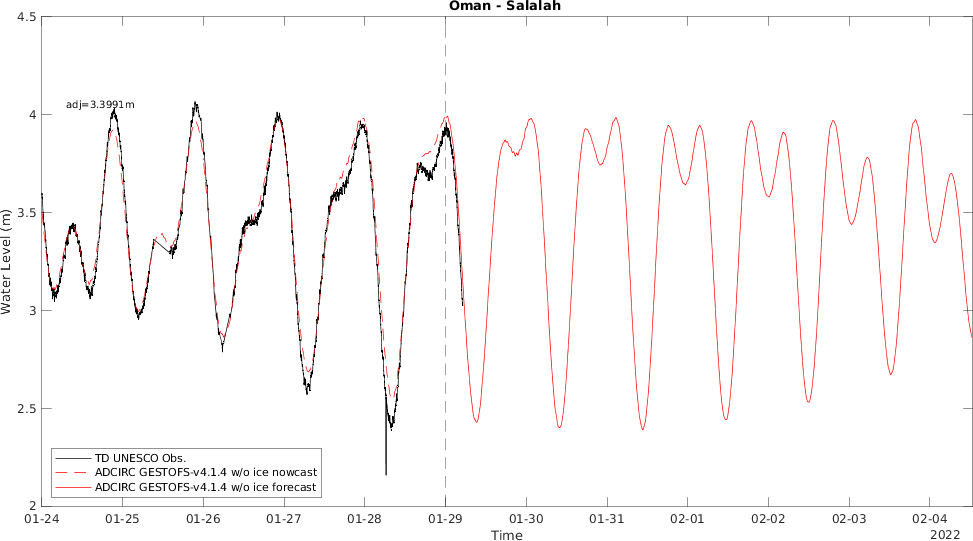 Oman - Salalah
4.5
adj=3.3991m
4
3.5
3
2.5
2
Water Level (m)
TD UNESCO Obs.
ADCIRC GESTOFS-v4.1.4 w/o ice nowcast
ADCIRC GESTOFS-v4.1.4 w/o ice forecast
01-24 01-25 01-26 01-27 01-28 01-29 01-30 01-31 02-01 02-02 02-03 02-04
Time
2022